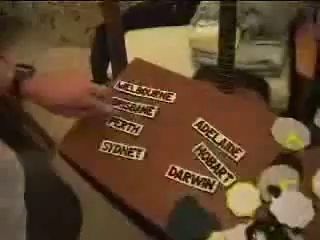 MELBOURNE
BRISBANE
PERTH
SYDNEY
ADELAIDE
HOBART
DARWIN